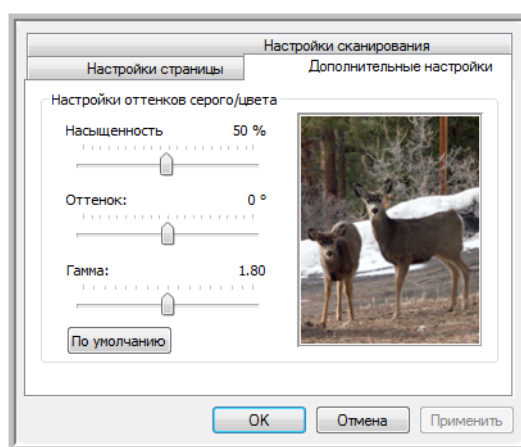 Настройки сканирования
Настройки страницы
Дополнительные настройки
Настройки оттенков серого/цвета
Насыщенность 50 %
Оттенок: 0 °
Гамма: 1.80
По умолчанию
OK Отмена Применить